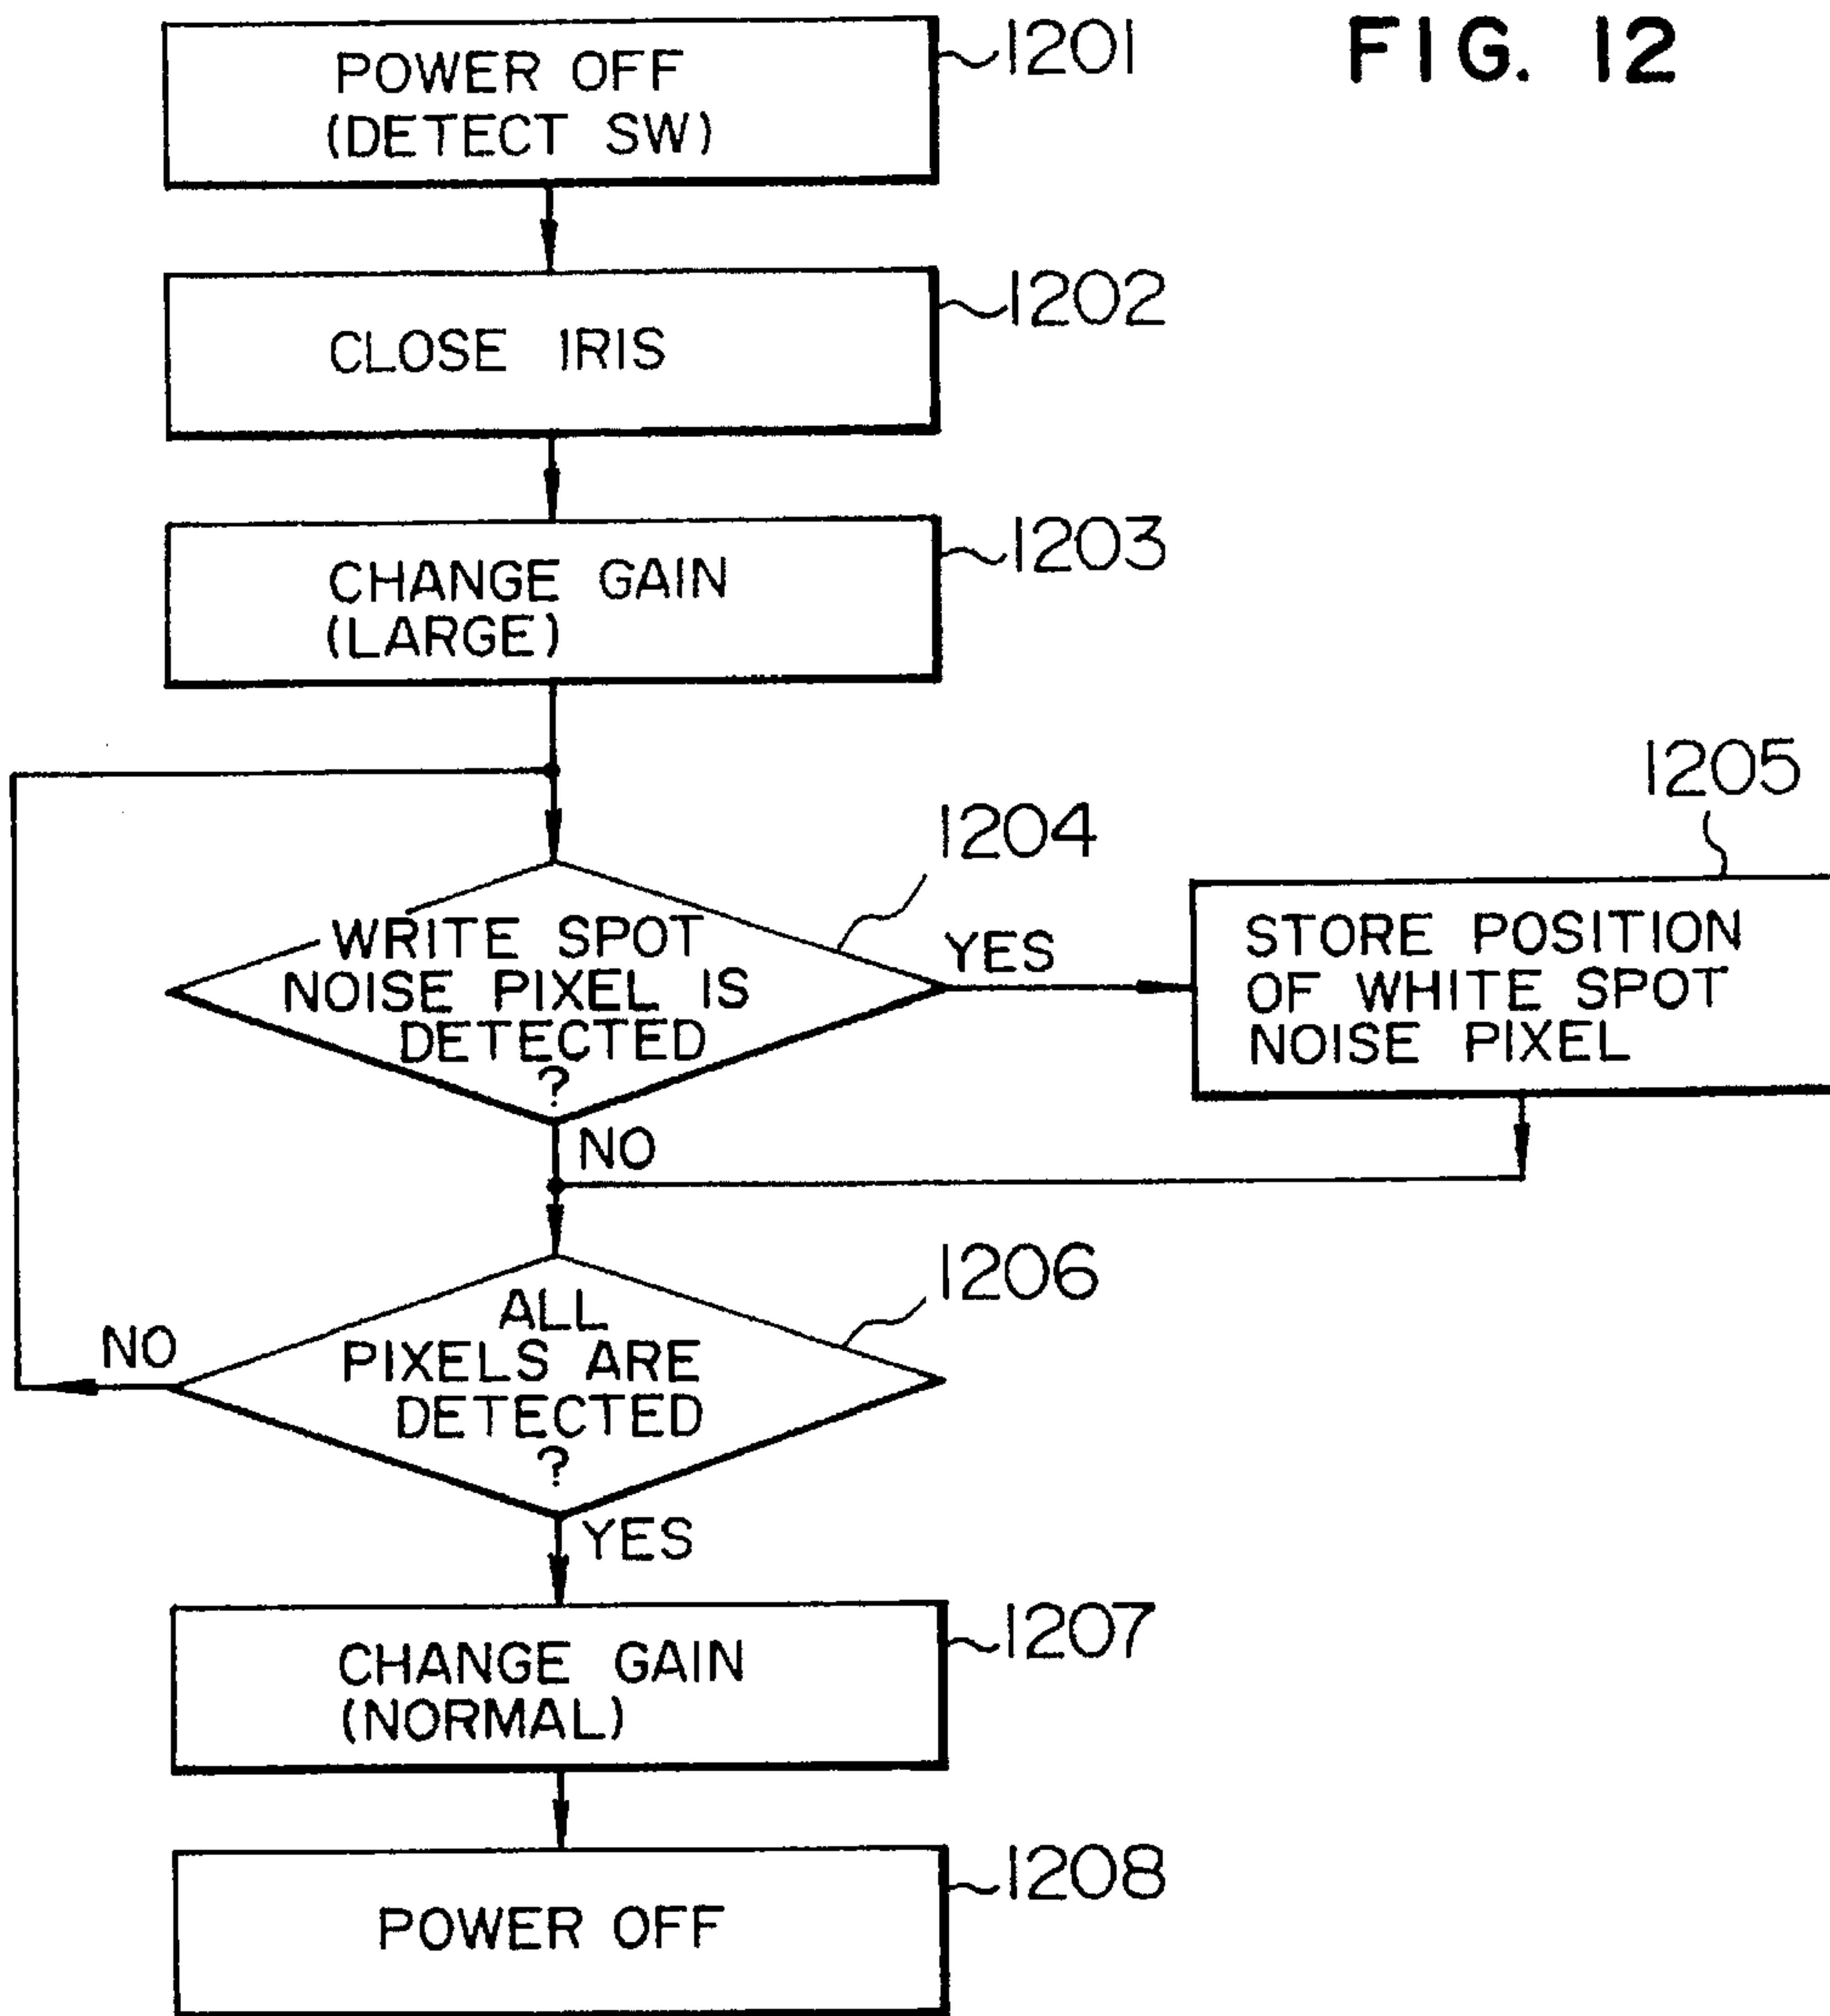 FIG. 12
POWER OFF
(DETECT SW)
1201
CLOSE IRIS
1202
CHANGE GAIN
(LARGE)
1203
1204
WRITE SPOT
NOISE PIXEL IS
DETECTED
?
YES
NO
1205
STORE POSITION
OF WHITE SPOT
NOISE PIXEL
1206
ALL
PIXELS ARE
DETECTED
?
NO
YES
CHANGE GAIN
(NORMAL)
1207
POWER OFF
1208